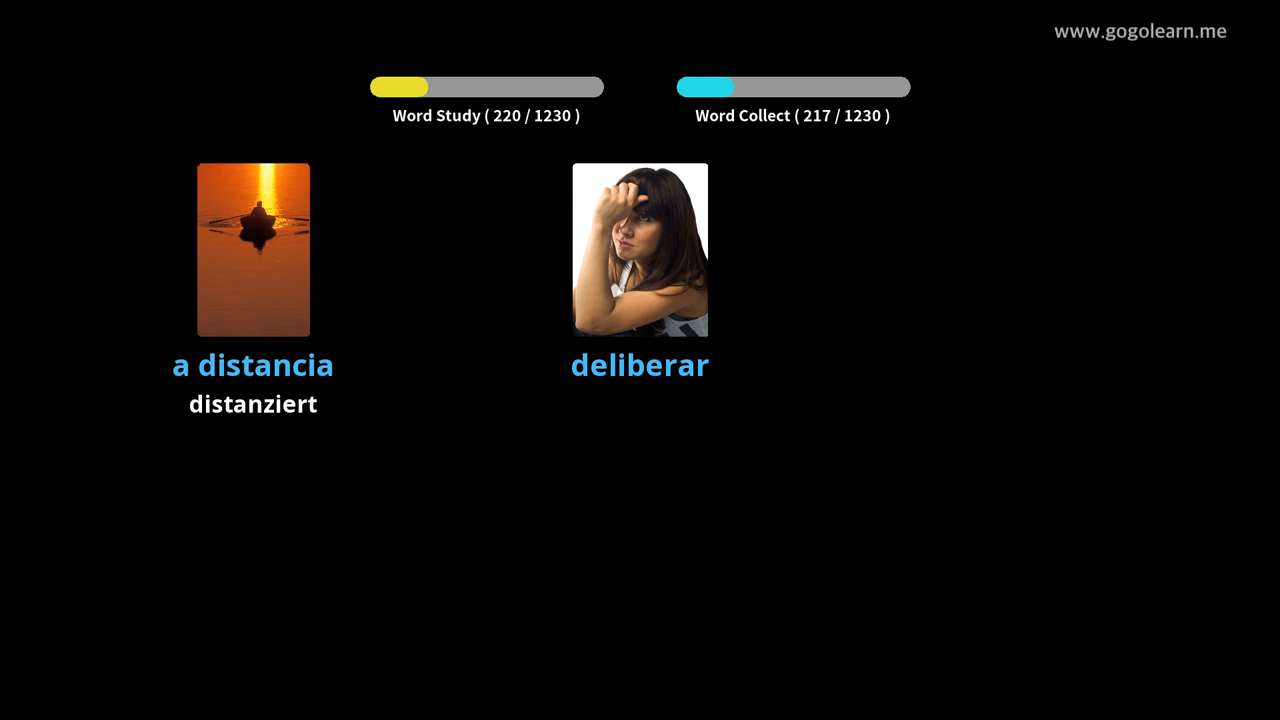 www.gogolearn.me
Word Study ( 220 / 1230 )
Word Collect ( 217 / 1230 )
a distancia
distanziert
deliberar